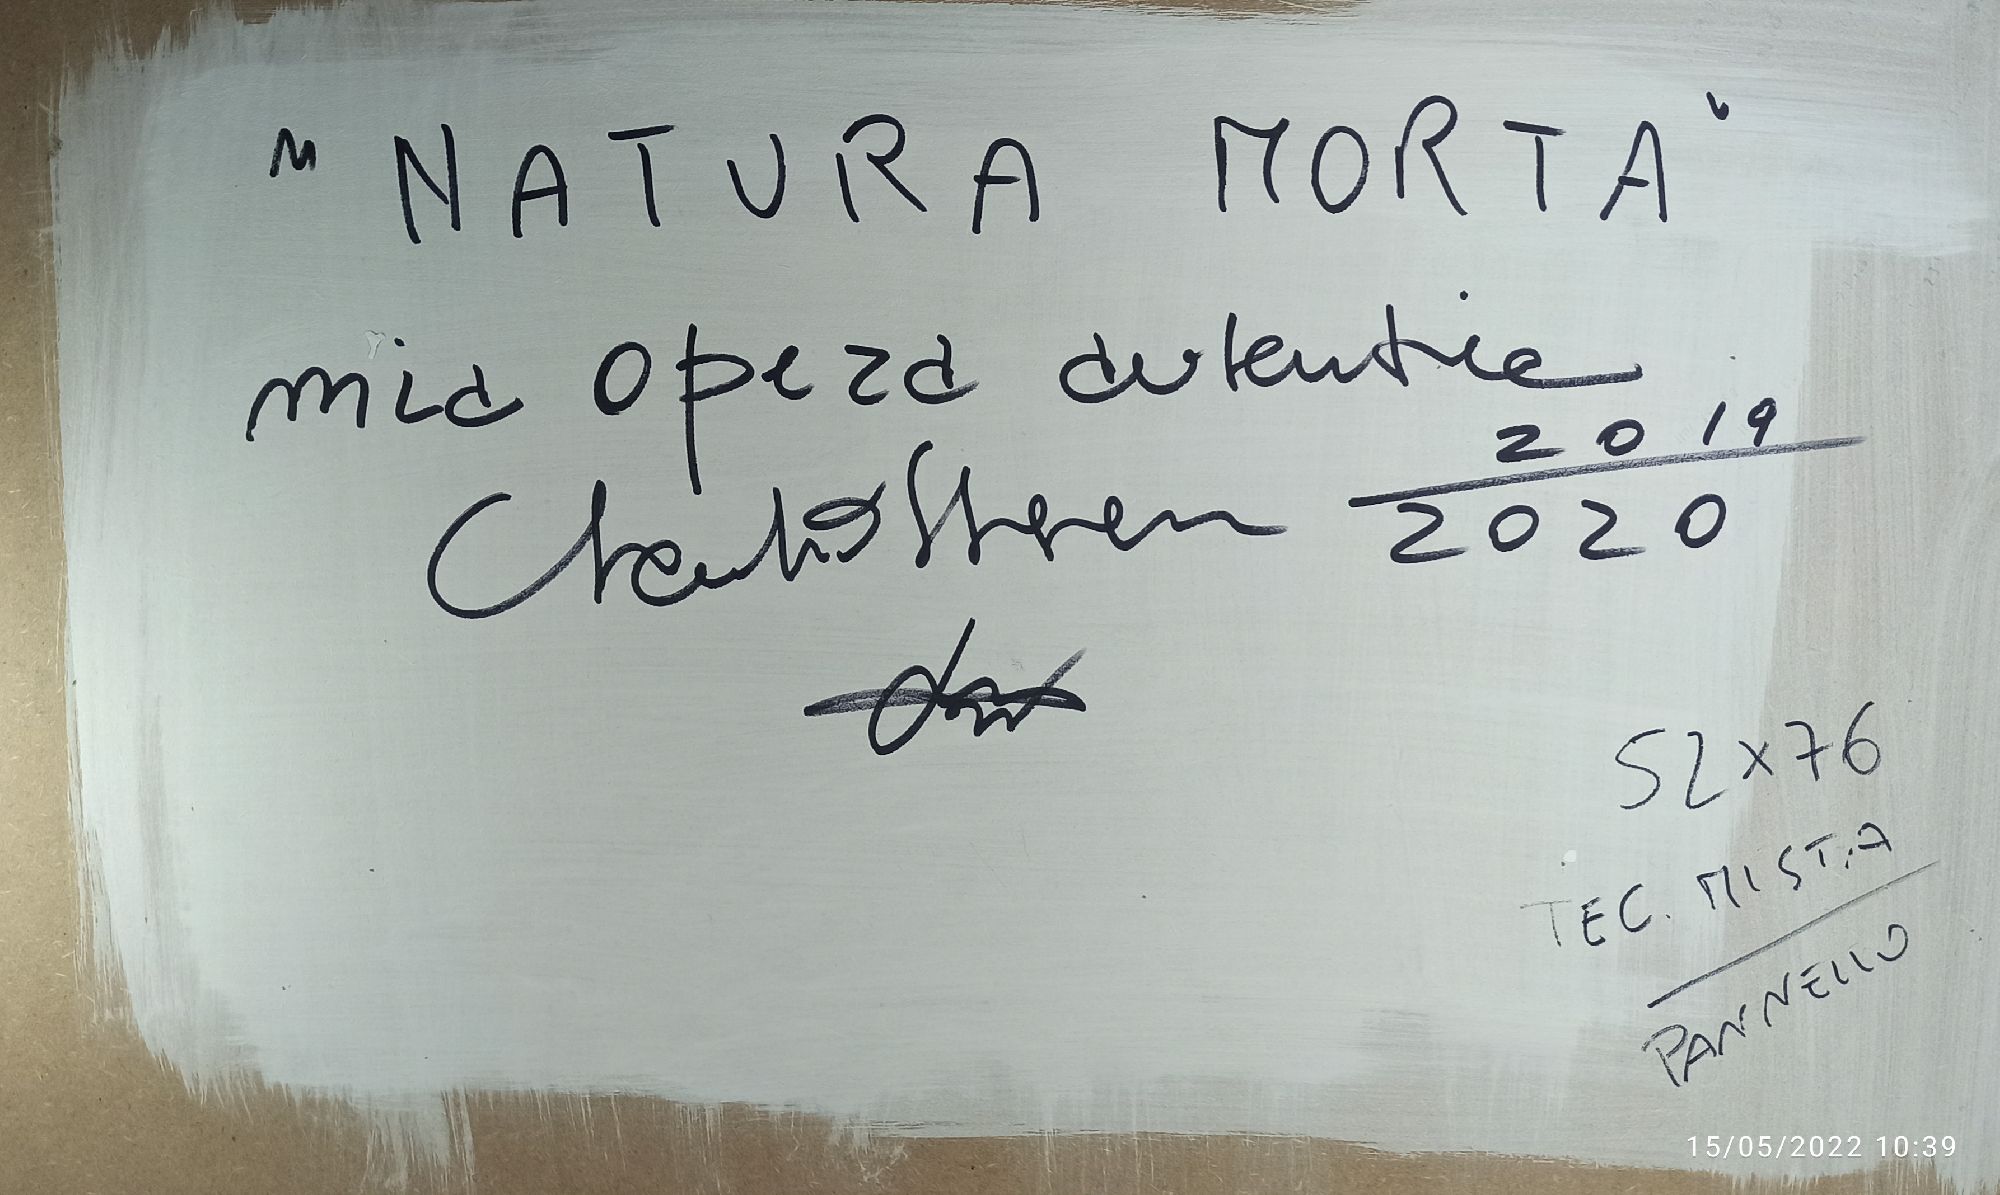 "NATURA MORTA"
mia opera autentica
2019
2020
52x76
TEC. MISTA
PANNELLO
15/05/2022 10:39